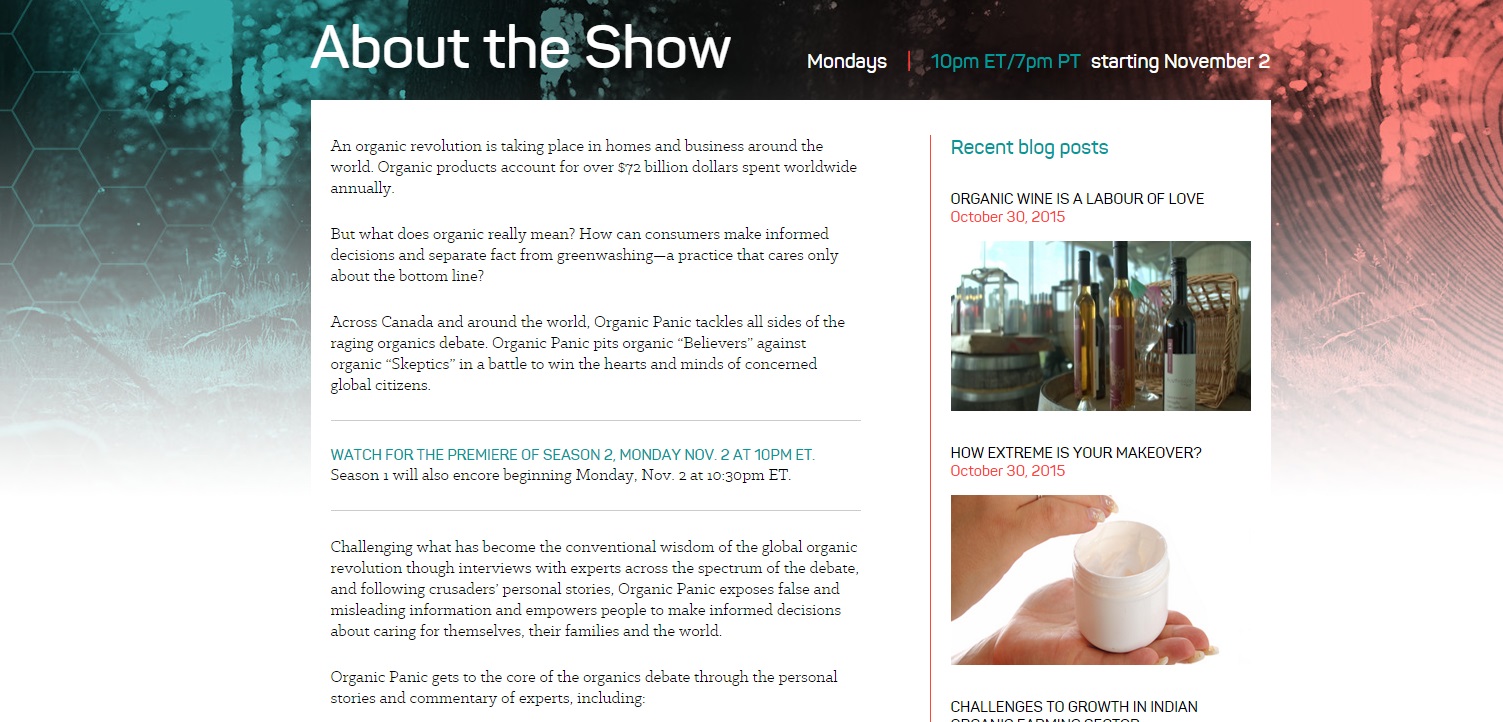 About the Show
Mondays | 10pm ET/7pm PT starting November 2
An organic revolution is taking place in homes and business around the
world. Organic products account for over $72 billion dollars spent worldwide
annually.
But what does organic really mean? How can consumers make informed
decisions and separate fact from greenwashing—a practice that cares only
about the bottom line?
Across Canada and around the world, Organic Panic tackles all sides of the
raging organics debate. Organic Panic pits organic “Believers” against
organic “Skeptics” in a battle to win the hearts and minds of concerned
global citizens.
WATCH FOR THE PREMIERE OF SEASON 2, MONDAY NOV. 2 AT 10PM ET.
Season 1 will also encore beginning Monday, Nov. 2 at 10:30pm ET.
Challenging what has become the conventional wisdom of the global organic
revolution though interviews with experts across the spectrum of the debate,
and following crusaders’ personal stories, Organic Panic exposes false and
misleading information and empowers people to make informed decisions
about caring for themselves, their families and the world.
Organic Panic gets to the core of the organics debate through the personal
stories and commentary of experts, including:
Recent blog posts
ORGANIC WINE IS A LABOUR OF LOVE
October 30, 2015
HOW EXTREME IS YOUR MAKEOVER?
October 30, 2015
CHALLENGES TO GROWTH IN INDIAN
ORGANIC FARMING SECTOR